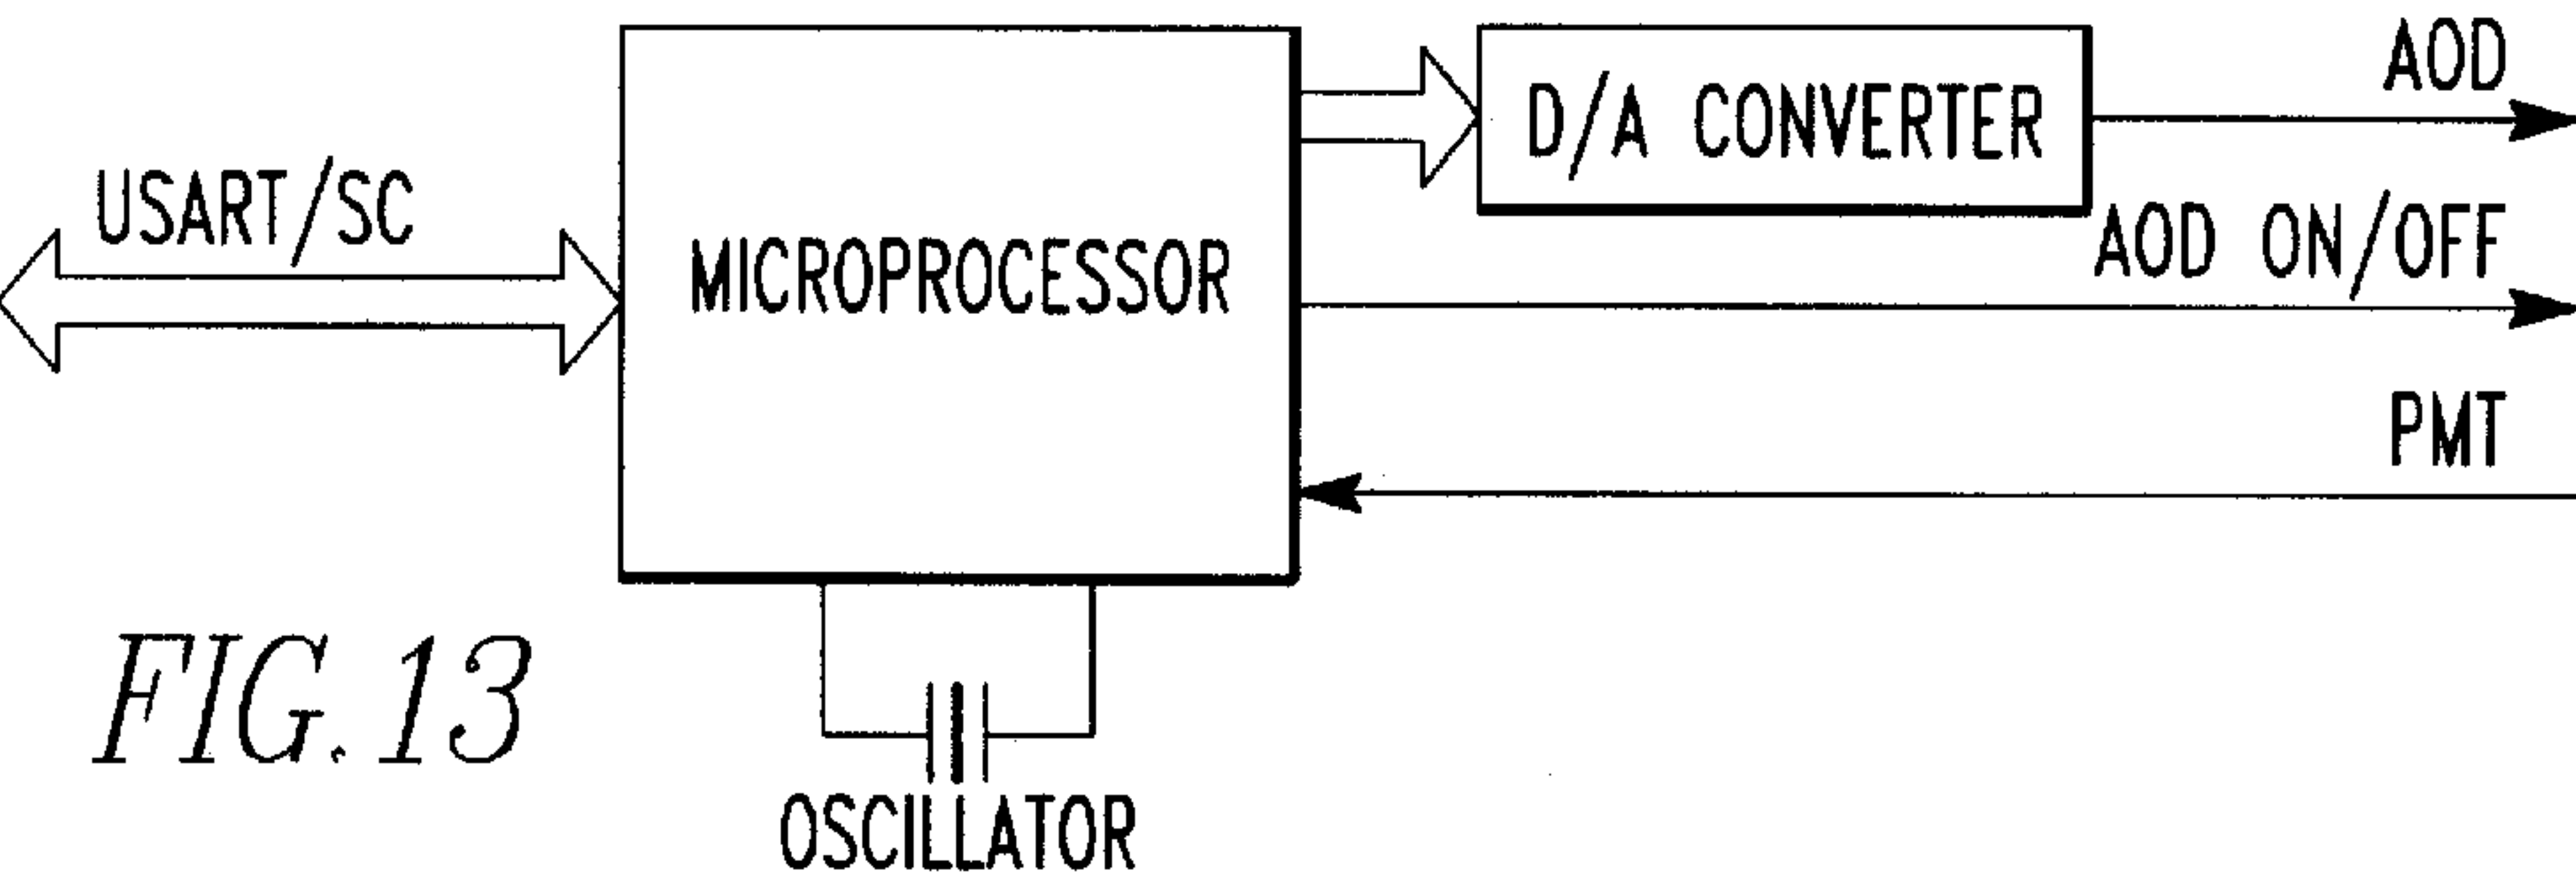 AOD
D/A CONVERTER
USART/SC
AOD ON/OFF
MICROPROCESSOR
PMT
FIG. 13
OSCILLATOR